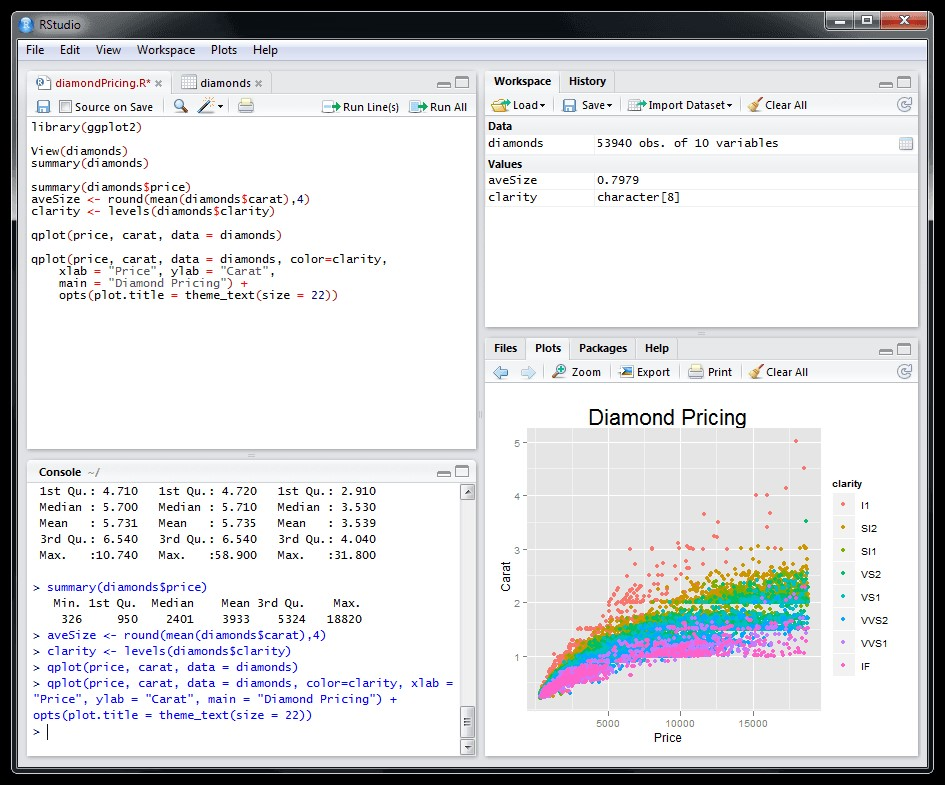 RStudio
File Edit View Workspace Plots Help
diamondPricing.R* diamonds
Source on Save Run Line(s) Run All
library(ggplot2)
View(diamonds)
summary(diamonds)
summary(diamonds$price)
aveSize <- round(mean(diamonds$carat),4)
clarity <- levels(diamonds$clarity)
qplot(price, carat, data = diamonds)
qplot(price, carat, data = diamonds, color=clarity,
xlab = "Price", ylab = "Carat",
main = "Diamond Pricing") +
opts(plot.title = theme_text(size = 22))
Console ~/
1st Qu.: 4.710 1st Qu.: 4.720 1st Qu.: 2.910
Median : 5.700 Median : 5.710 Median : 3.530
Mean : 5.731 Mean : 5.735 Mean : 3.539
3rd Qu.: 6.540 3rd Qu.: 6.540 3rd Qu.: 4.040
Max. :10.740 Max. :58.900 Max. :31.800
> summary(diamonds$price)
Min. 1st Qu. Median Mean 3rd Qu. Max.
326 950 2401 3933 5324 18820
> aveSize <- round(mean(diamonds$carat),4)
> clarity <- levels(diamonds$clarity)
> qplot(price, carat, data = diamonds)
> qplot(price, carat, data = diamonds, color=clarity, xlab =
"Price", ylab = "Carat", main = "Diamond Pricing") +
opts(plot.title = theme_text(size = 22))
>
Workspace History
Load Save Import Dataset Clear All
Data
diamonds 53940 obs. of 10 variables
Values
aveSize 0.7979
clarity character[8]
Files Plots Packages Help
Zoom Export Print Clear All
Diamond Pricing
5
4
3
2
1
Carat
5000 10000 15000
Price
clarity
I1
SI2
SI1
VS2
VS1
VVS2
VVS1
IF